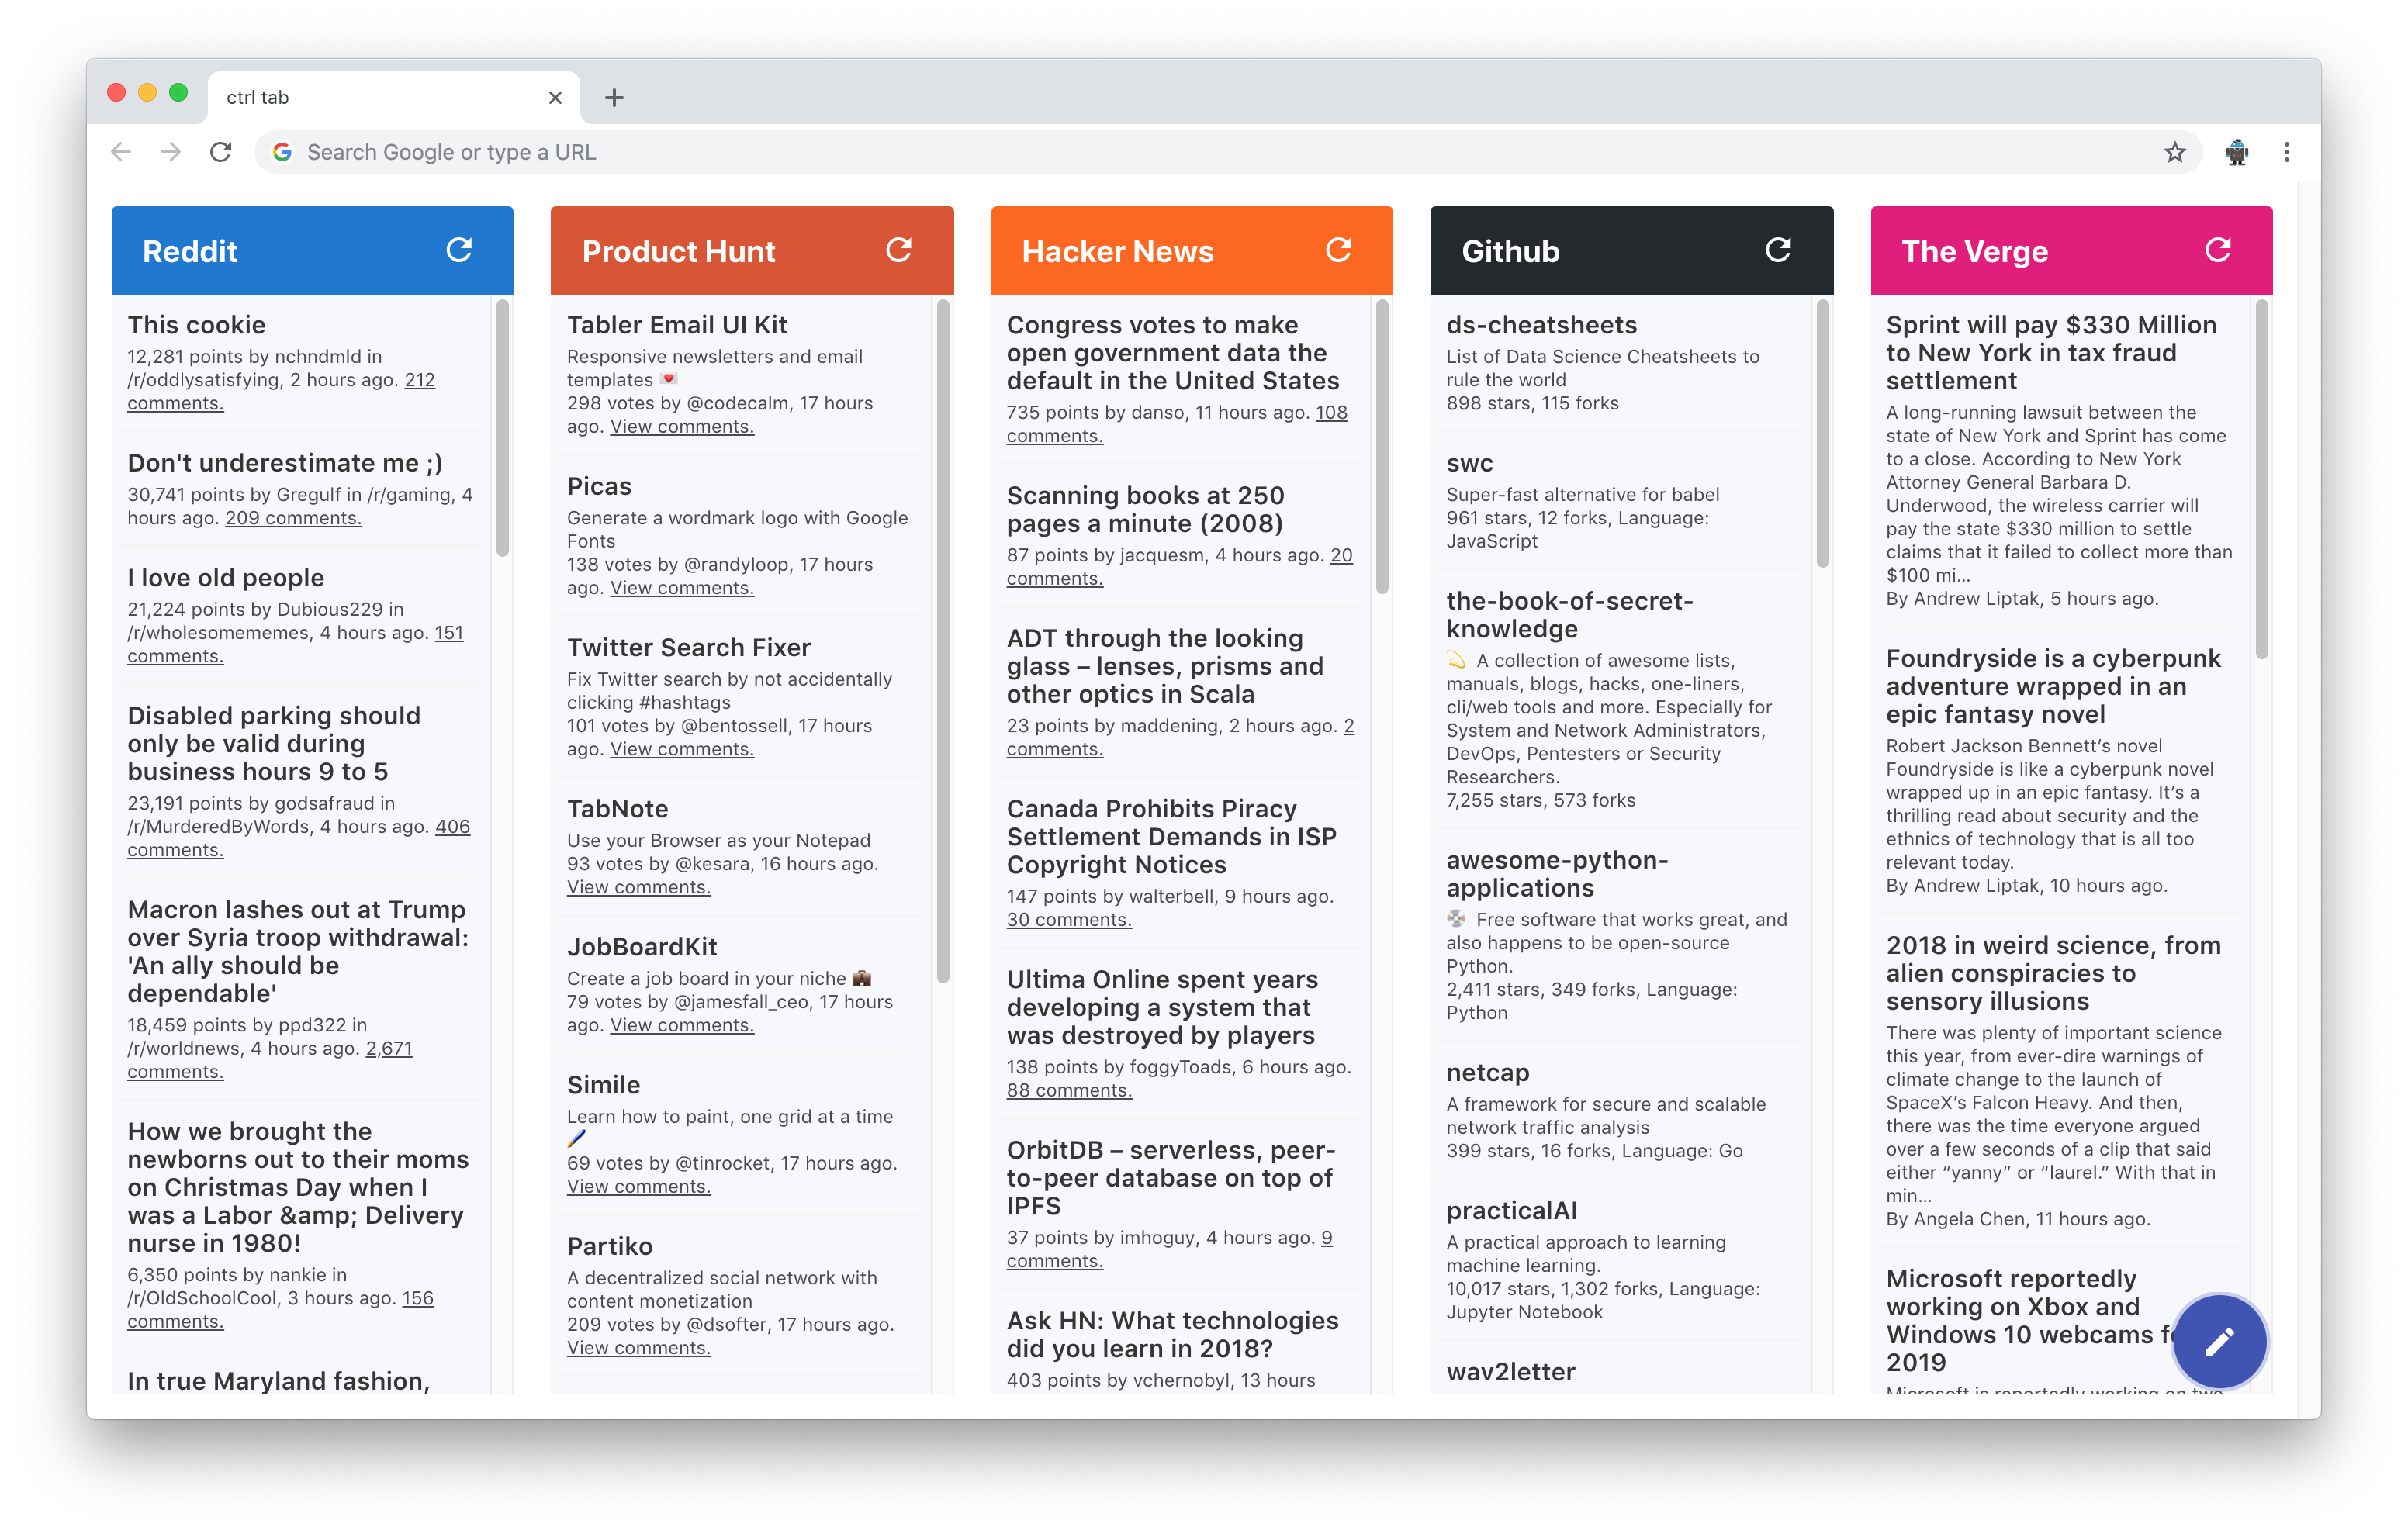 ctrl tab
Search Google or type a URL
Reddit
This cookie
12,281 points by nchndmld in
/r/oddlysatisfying, 2 hours ago. 212
comments.
Don't underestimate me ;)
30,741 points by Gregulf in /r/gaming, 4
hours ago. 209 comments.
I love old people
21,224 points by Dubious229 in
/r/wholesomememes, 4 hours ago. 151
comments.
Disabled parking should
only be valid during
business hours 9 to 5
23,191 points by godsafraud in
/r/MurderedByWords, 4 hours ago. 406
comments.
Macron lashes out at Trump
over Syria troop withdrawal:
'An ally should be
dependable'
18,459 points by ppd322 in
/r/worldnews, 4 hours ago. 2,671
comments.
How we brought the
newborns out to their moms
on Christmas Day when I
was a Labor &amp; Delivery
nurse in 1980!
6,350 points by nankie in
/r/OldSchoolCool, 3 hours ago. 156
comments.
In true Maryland fashion,
Product Hunt
Tabler Email UI Kit
Responsive newsletters and email
templates 💌
298 votes by @codecalm, 17 hours
ago. View comments.
Picas
Generate a wordmark logo with Google
Fonts
138 votes by @randyloop, 17 hours
ago. View comments.
Twitter Search Fixer
Fix Twitter search by not accidentally
clicking #hashtags
101 votes by @bentossell, 17 hours
ago. View comments.
TabNote
Use your Browser as your Notepad
93 votes by @kesara, 16 hours ago.
View comments.
JobBoardKit
Create a job board in your niche 💼
79 votes by @jamesfall_ceo, 17 hours
ago. View comments.
Simile
Learn how to paint, one grid at a time
🖌️
69 votes by @tinrocket, 17 hours ago.
View comments.
Partiko
A decentralized social network with
content monetization
209 votes by @dsofter, 17 hours ago.
View comments.
Hacker News
Congress votes to make
open government data the
default in the United States
735 points by danso, 11 hours ago. 108
comments.
Scanning books at 250
pages a minute (2008)
87 points by jacquesm, 4 hours ago. 20
comments.
ADT through the looking
glass – lenses, prisms and
other optics in Scala
23 points by maddening, 2 hours ago. 2
comments.
Canada Prohibits Piracy
Settlement Demands in ISP
Copyright Notices
147 points by walterbell, 9 hours ago.
30 comments.
Ultima Online spent years
developing a system that
was destroyed by players
138 points by foggyToads, 6 hours ago.
88 comments.
OrbitDB – serverless, peer-
to-peer database on top of
IPFS
37 points by imhoguy, 4 hours ago. 9
comments.
Ask HN: What technologies
did you learn in 2018?
403 points by vchernobyl, 13 hours
Github
ds-cheatsheets
List of Data Science Cheatsheets to
rule the world
898 stars, 115 forks
swc
Super-fast alternative for babel
961 stars, 12 forks, Language:
JavaScript
the-book-of-secret-
knowledge
💫 A collection of awesome lists,
manuals, blogs, hacks, one-liners,
cli/web tools and more. Especially for
System and Network Administrators,
DevOps, Pentesters or Security
Researchers.
7,255 stars, 573 forks
awesome-python-
applications
💿 Free software that works great, and
also happens to be open-source
Python.
2,411 stars, 349 forks, Language:
Python
netcap
A framework for secure and scalable
network traffic analysis
399 stars, 16 forks, Language: Go
practicalAI
A practical approach to learning
machine learning.
10,017 stars, 1,302 forks, Language:
Jupyter Notebook
wav2letter
The Verge
Sprint will pay $330 Million
to New York in tax fraud
settlement
A long-running lawsuit between the
state of New York and Sprint has come
to a close. According to New York
Attorney General Barbara D.
Underwood, the wireless carrier will
pay the state $330 million to settle
claims that it failed to collect more than
$100 mi...
By Andrew Liptak, 5 hours ago.
Foundryside is a cyberpunk
adventure wrapped in an
epic fantasy novel
Robert Jackson Bennett’s novel
Foundryside is like a cyberpunk novel
wrapped up in an epic fantasy. It’s a
thrilling read about security and the
ethnics of technology that is all too
relevant today.
By Andrew Liptak, 10 hours ago.
2018 in weird science, from
alien conspiracies to
sensory illusions
There was plenty of important science
this year, from ever-dire warnings of
climate change to the launch of
SpaceX’s Falcon Heavy. And then,
there was the time everyone argued
over a few seconds of a clip that said
either “yanny” or “laurel.” With that in
min...
By Angela Chen, 11 hours ago.
Microsoft reportedly
working on Xbox and
Windows 10 webcams
2019
Microsoft is reportedly working on two